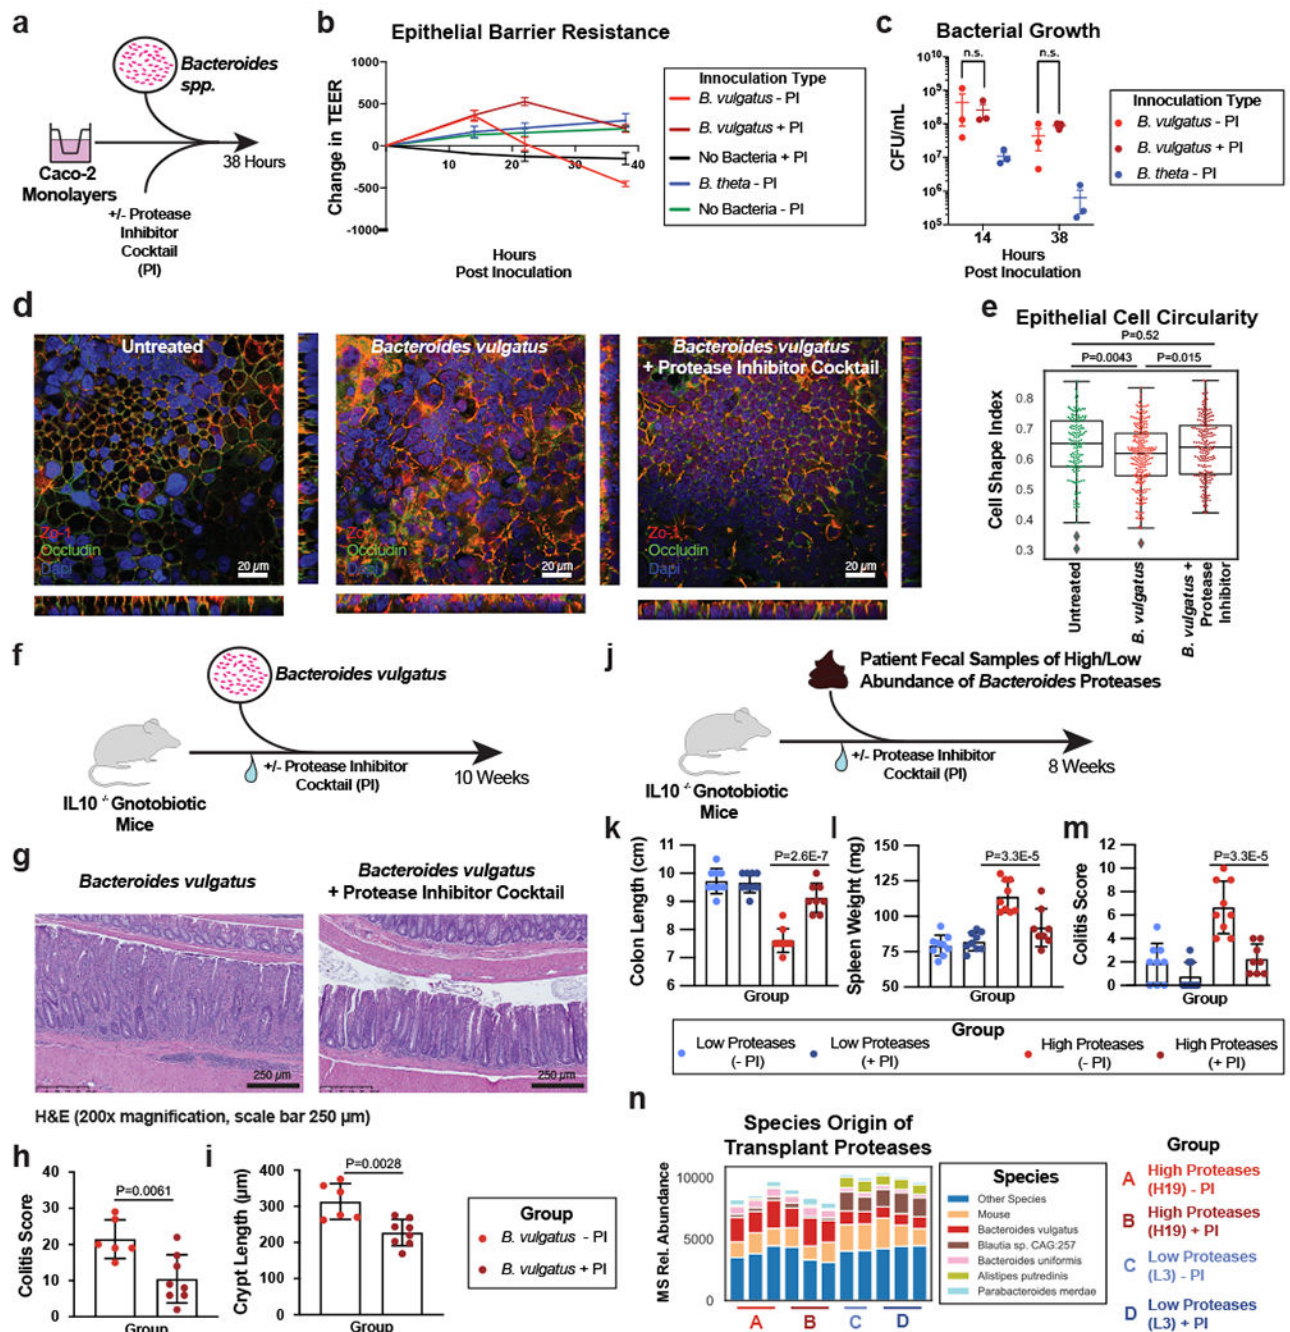 a
Bacteroides
spp.
Caco-2
Monolayers
38 Hours
+/- Protease
Inhibitor
Cocktail
(PI)
b
Epithelial Barrier Resistance
Change in TEER
1000
500
0
-500
-1000
10
20
30
40
Hours
Post Inoculation
Innoculation Type
B. vulgatus - PI
B. vulgatus + PI
No Bacteria + PI
B. theta - PI
No Bacteria - PI
c
Bacterial Growth
n.s.
n.s.
CFU/mL
10^10
10^9
10^8
10^7
10^6
10^5
14
38
Hours
Post Inoculation
Innoculation Type
B. vulgatus - PI
B. vulgatus + PI
B. theta - PI
d
Untreated
Zo-1
Occludin
Dapi
20 µm
Bacteroides vulgatus
Zo-1
Occludin
Dapi
20 µm
Bacteroides vulgatus
+ Protease Inhibitor Cocktail
Zo-1
Occludin
Dapi
20 µm
e
Epithelial Cell Circularity
P=0.52
P=0.0043
P=0.015
Cell Shape Index
0.8
0.7
0.6
0.5
0.4
0.3
Untreated
B. vulgatus
B. vulgatus +
Protease
Inhibitor
f
Bacteroides vulgatus
+/- Protease Inhibitor
Cocktail (PI)
10 Weeks
IL10 -/- Gnotobiotic
Mice
g
Bacteroides vulgatus
250 µm
Bacteroides vulgatus
+ Protease Inhibitor Cocktail
250 µm
H&E (200x magnification, scale bar 250 µm)
h
Colitis Score
40
30
20
10
0
P=0.0061
Group
i
Crypt Length (µm)
400
300
200
100
0
P=0.0028
Group
Group
B. vulgatus - PI
B. vulgatus + PI
j
Patient Fecal Samples of High/Low
Abundance of Bacteroides Proteases
+/- Protease Inhibitor
Cocktail (PI)
8 Weeks
IL10 -/- Gnotobiotic
Mice
k
Colon Length (cm)
11
10
9
8
7
6
P=2.6E-7
Group
l
Spleen Weight (mg)
150
125
100
75
50
P=3.3E-5
Group
m
Colitis Score
12
10
8
6
4
2
0
P=3.3E-5
Group
Group
Low Proteases
(- PI)
Low Proteases
(+ PI)
High Proteases
(- PI)
High Proteases
(+ PI)
n
Species Origin of
Transplant Proteases
MS Rel. Abundance
10000
5000
0
A
B
C
D
Species
Other Species
Mouse
Bacteroides vulgatus
Blautia sp. CAG:257
Bacteroides uniformis
Alistipes putredinis
Parabacteroides merdae
Group
A High Proteases
(H19) - PI
B High Proteases
(H19) + PI
C Low Proteases
(L3) - PI
D Low Proteases
(L3) + PI